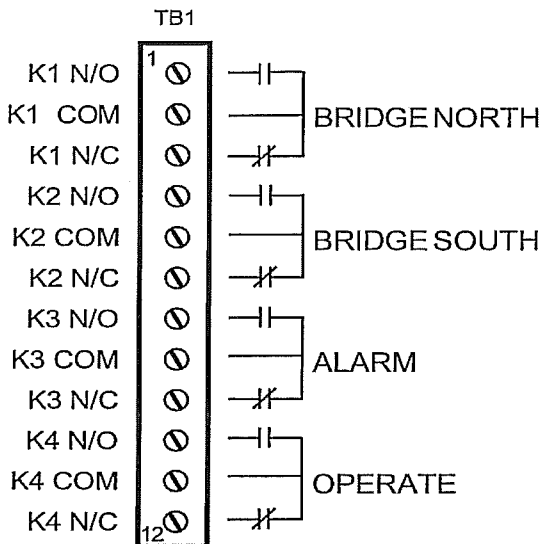 TB1
1
K1 N/O
K1 COM
BRIDGE NORTH
K1 N/C
K2 N/O
K2 COM
BRIDGE SOUTH
K2 N/C
K3 N/O
K3 COM
ALARM
K3 N/C
K4 N/O
K4 COM
OPERATE
K4 N/C
12